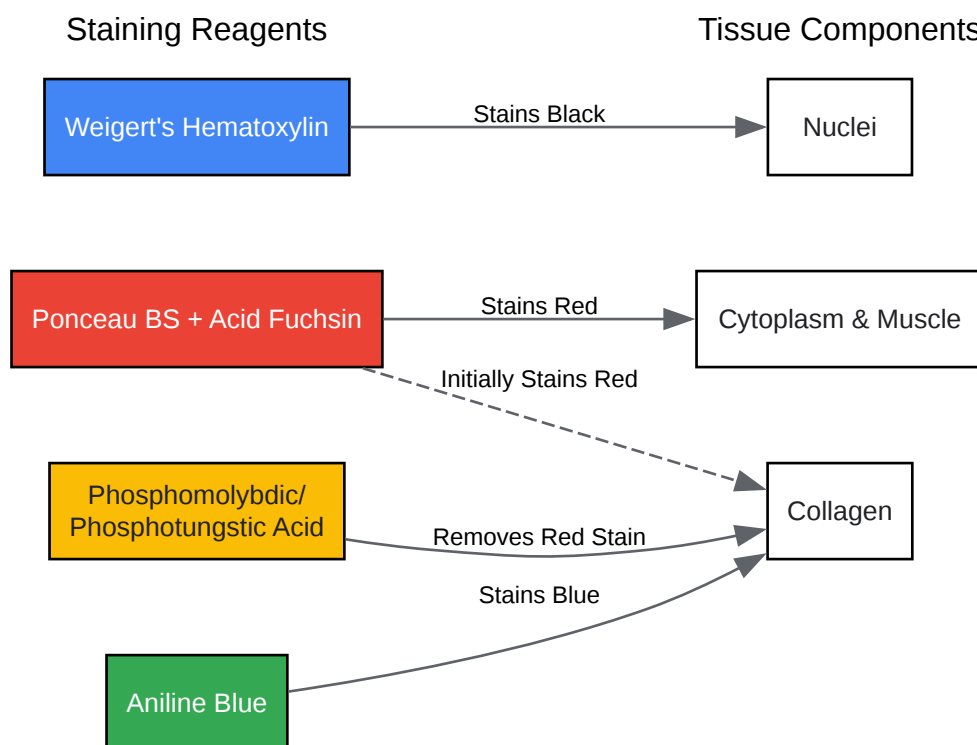 Staining Reagents
Tissue Components
Weigert's Hematoxylin
Stains Black
Nuclei
Ponceau BS + Acid Fuchsin
Stains Red
Cytoplasm & Muscle
Initially Stains Red
Phosphomolybdic/
Phosphotungstic Acid
Removes Red Stain
Collagen
Stains Blue
Aniline Blue